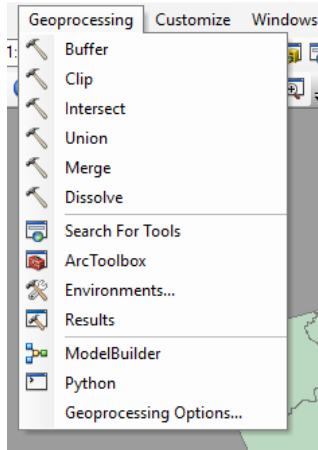 Geoprocessing Customize Windows
1:
Buffer
Clip
Intersect
Union
Merge
Dissolve
Search For Tools
ArcToolbox
Environments...
Results
ModelBuilder
Python
Geoprocessing Options...